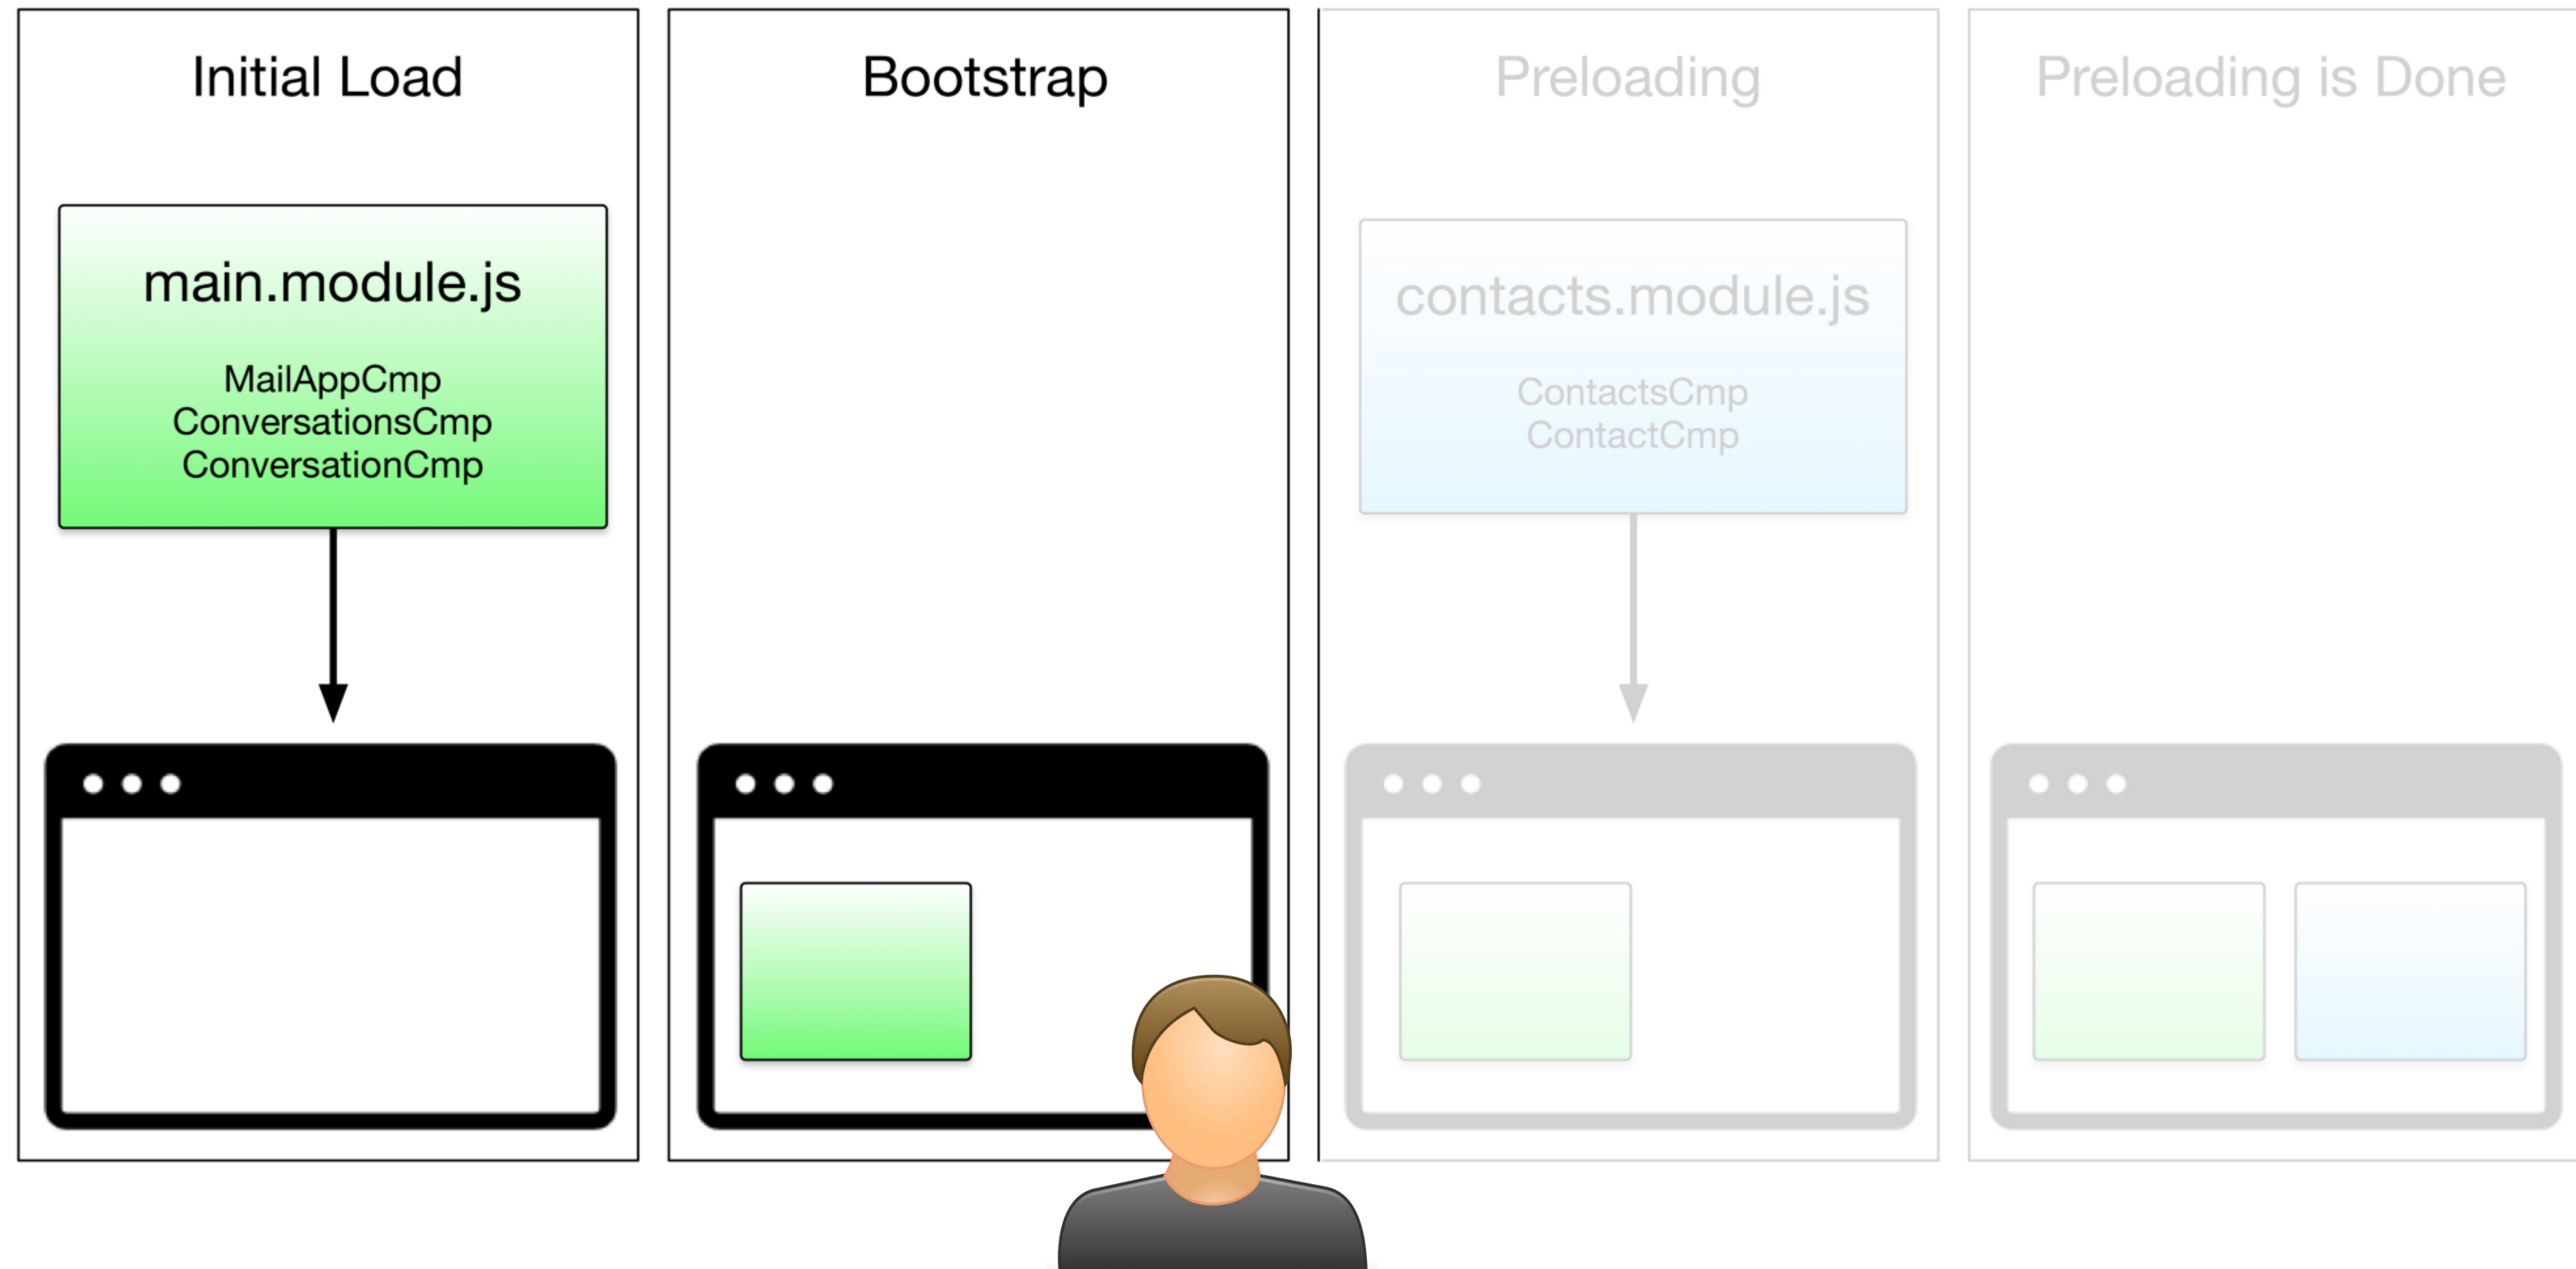 Initial Load
main.module.js
MailAppCmp
ConversationsCmp
ConversationCmp
Bootstrap
Preloading
contacts.module.js
ContactsCmp
ContactCmp
Preloading is Done